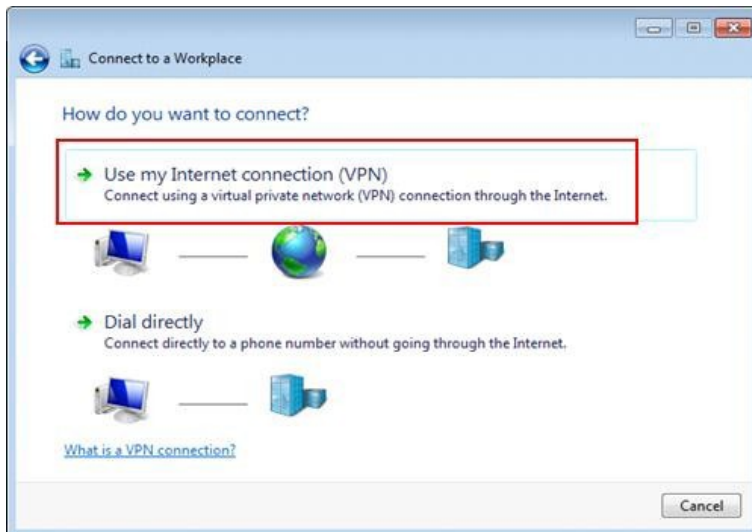 Connect to a Workplace
How do you want to connect?
Use my Internet connection (VPN)
Connect using a virtual private network (VPN) connection through the Internet.
Dial directly
Connect directly to a phone number without going through the Internet.
What is a VPN connection?
Cancel